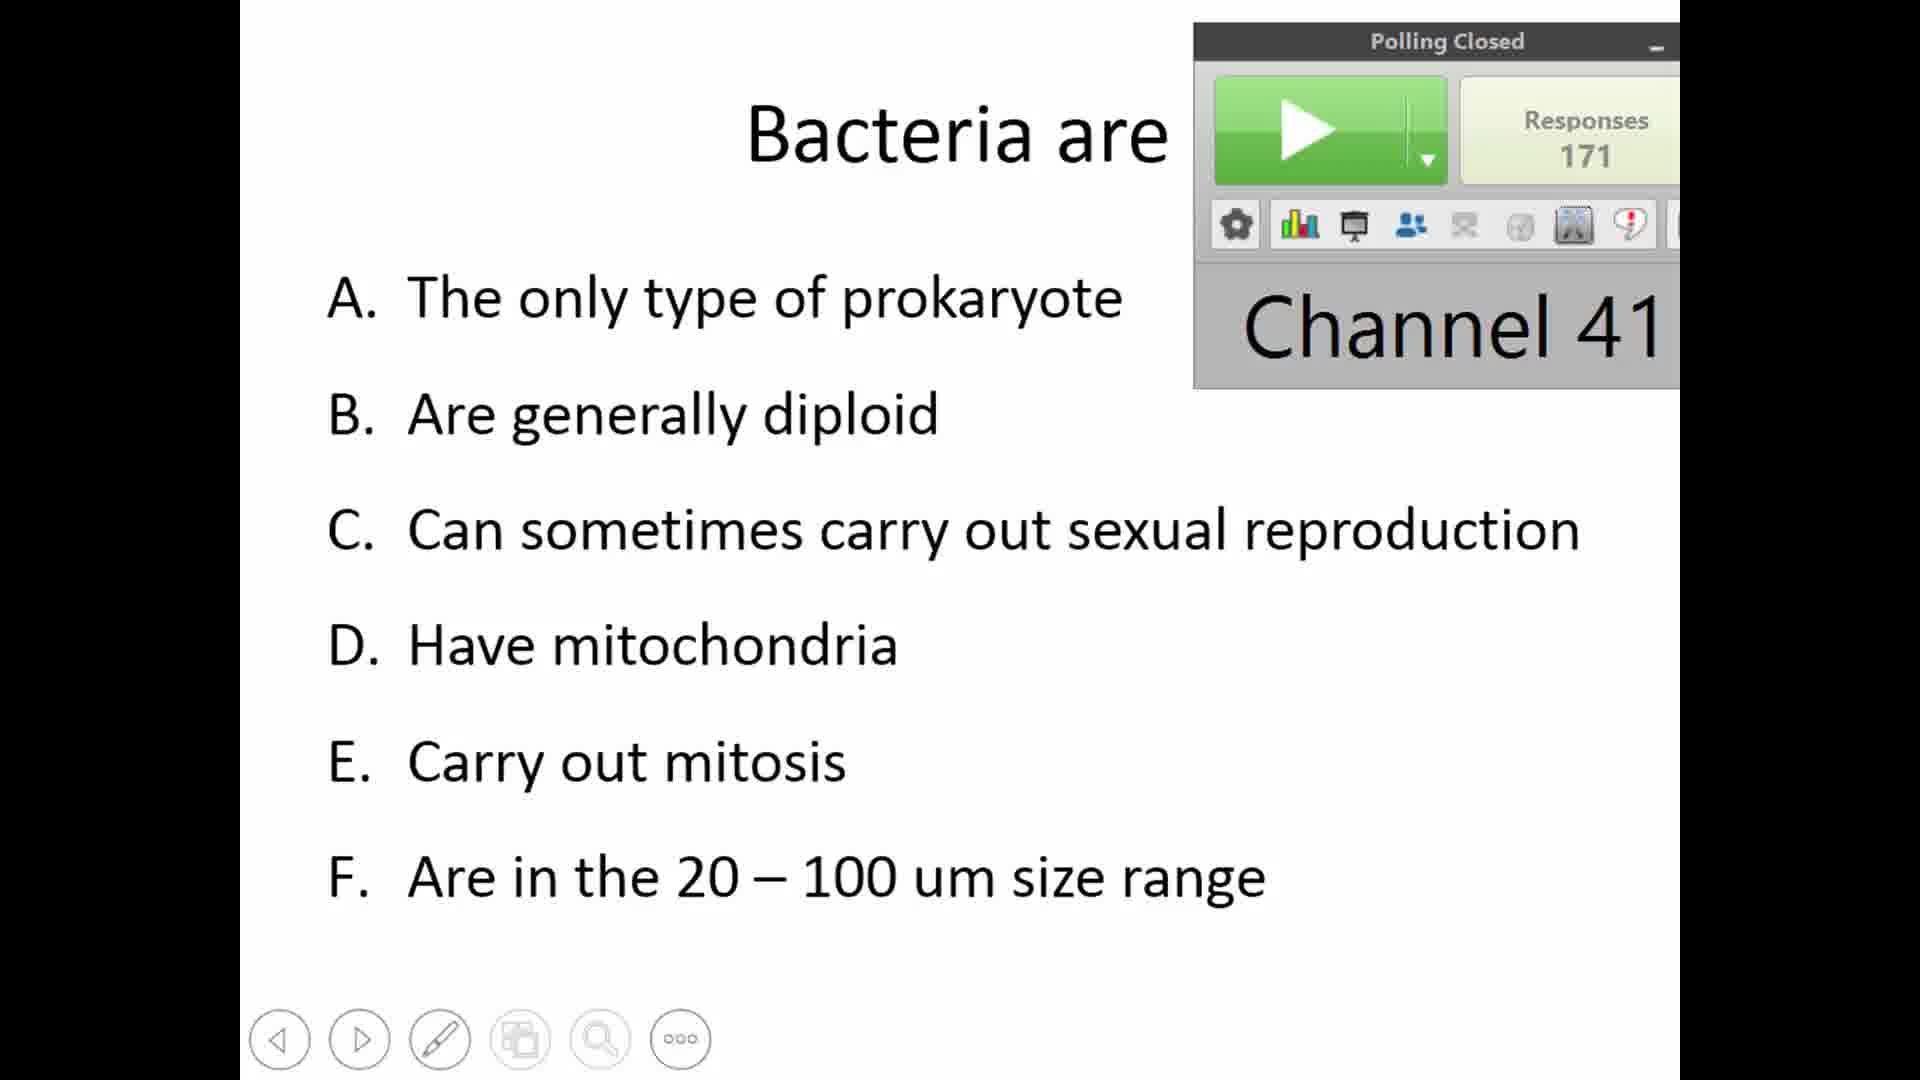 Polling Closed
Bacteria are
Responses
171
Channel 41
A. The only type of prokaryote
B. Are generally diploid
C. Can sometimes carry out sexual reproduction
D. Have mitochondria
E. Carry out mitosis
F. Are in the 20 – 100 um size range